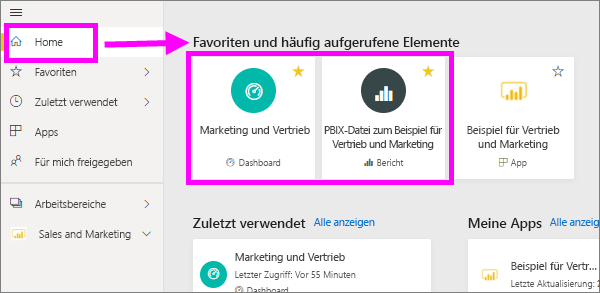 Home
Favoriten
Zuletzt verwendet
Apps
Für mich freigegeben
Arbeitsbereiche
Sales and Marketing
Favoriten und häufig aufgerufene Elemente
Marketing und Vertrieb
Dashboard
PBIX-Datei zum Beispiel für
Vertrieb und Marketing
Bericht
Beispiel für Vertrieb
und Marketing
App
Zuletzt verwendet Alle anzeigen
Marketing und Vertrieb
Letzter Zugriff: Vor 55 Minuten
Dashboard
Meine Apps Alle anzeigen
Beispiel für Vertr...
Letzte Aktualisierung: 2